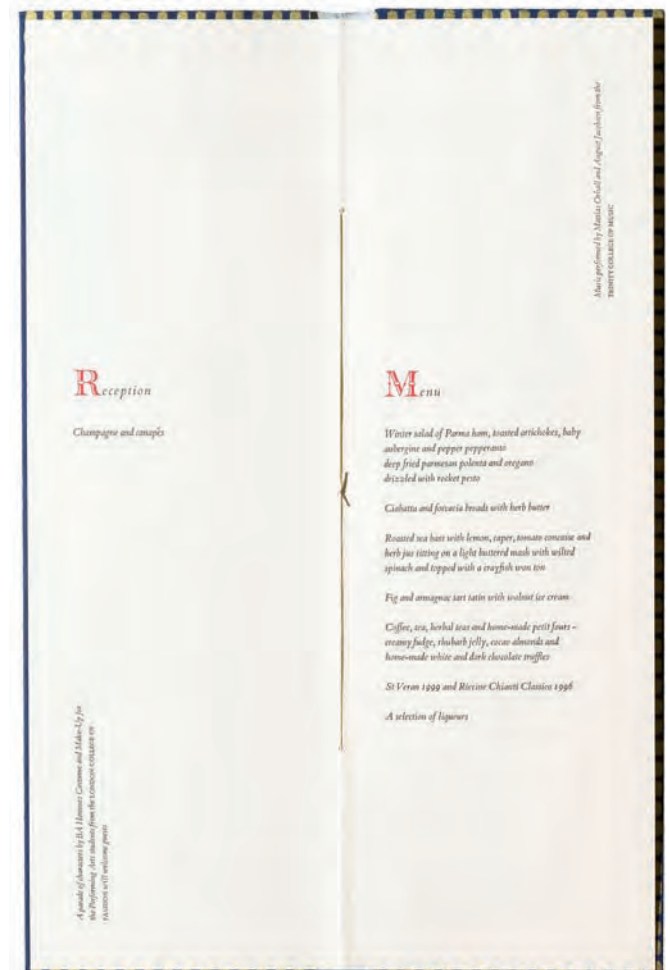 Reception
Champagne and canapés
A parade of characters by BA Honours Costume and Make-Up for
the Performing Arts students from the LONDON COLLEGE OF
FASHION will welcome guests
Music performed by Mattias and August from the
TRINITY COLLEGE OF MUSIC
Menu
Winter salad of Parma ham, toasted artichokes, baby
aubergine and pepper pepperanto
deep fried parmesan polenta and oregano
drizzled with rocket pesto
Ciabatta and foccacia breads with herb butter
Roasted sea bass with lemon, caper, tomato concasse and
herb jus sitting on a light buttered mash with wilted
spinach and topped with a crayfish won ton
Fig and armagnac tart tatin with walnut ice cream
Coffee, tea, herbal teas and home-made petit fours –
creamy fudge, rhubarb jelly, cocao almonds and
home-made white and dark chocolate truffles
St Veran 1999 and Chianti Classico 1996
A selection of liqueurs